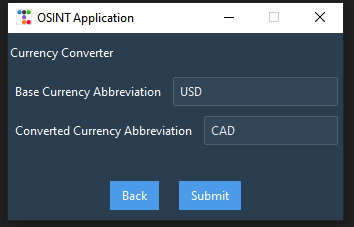 OSINT Application
Currency Converter
Base Currency Abbreviation USD
Converted Currency Abbreviation CAD
Back Submit